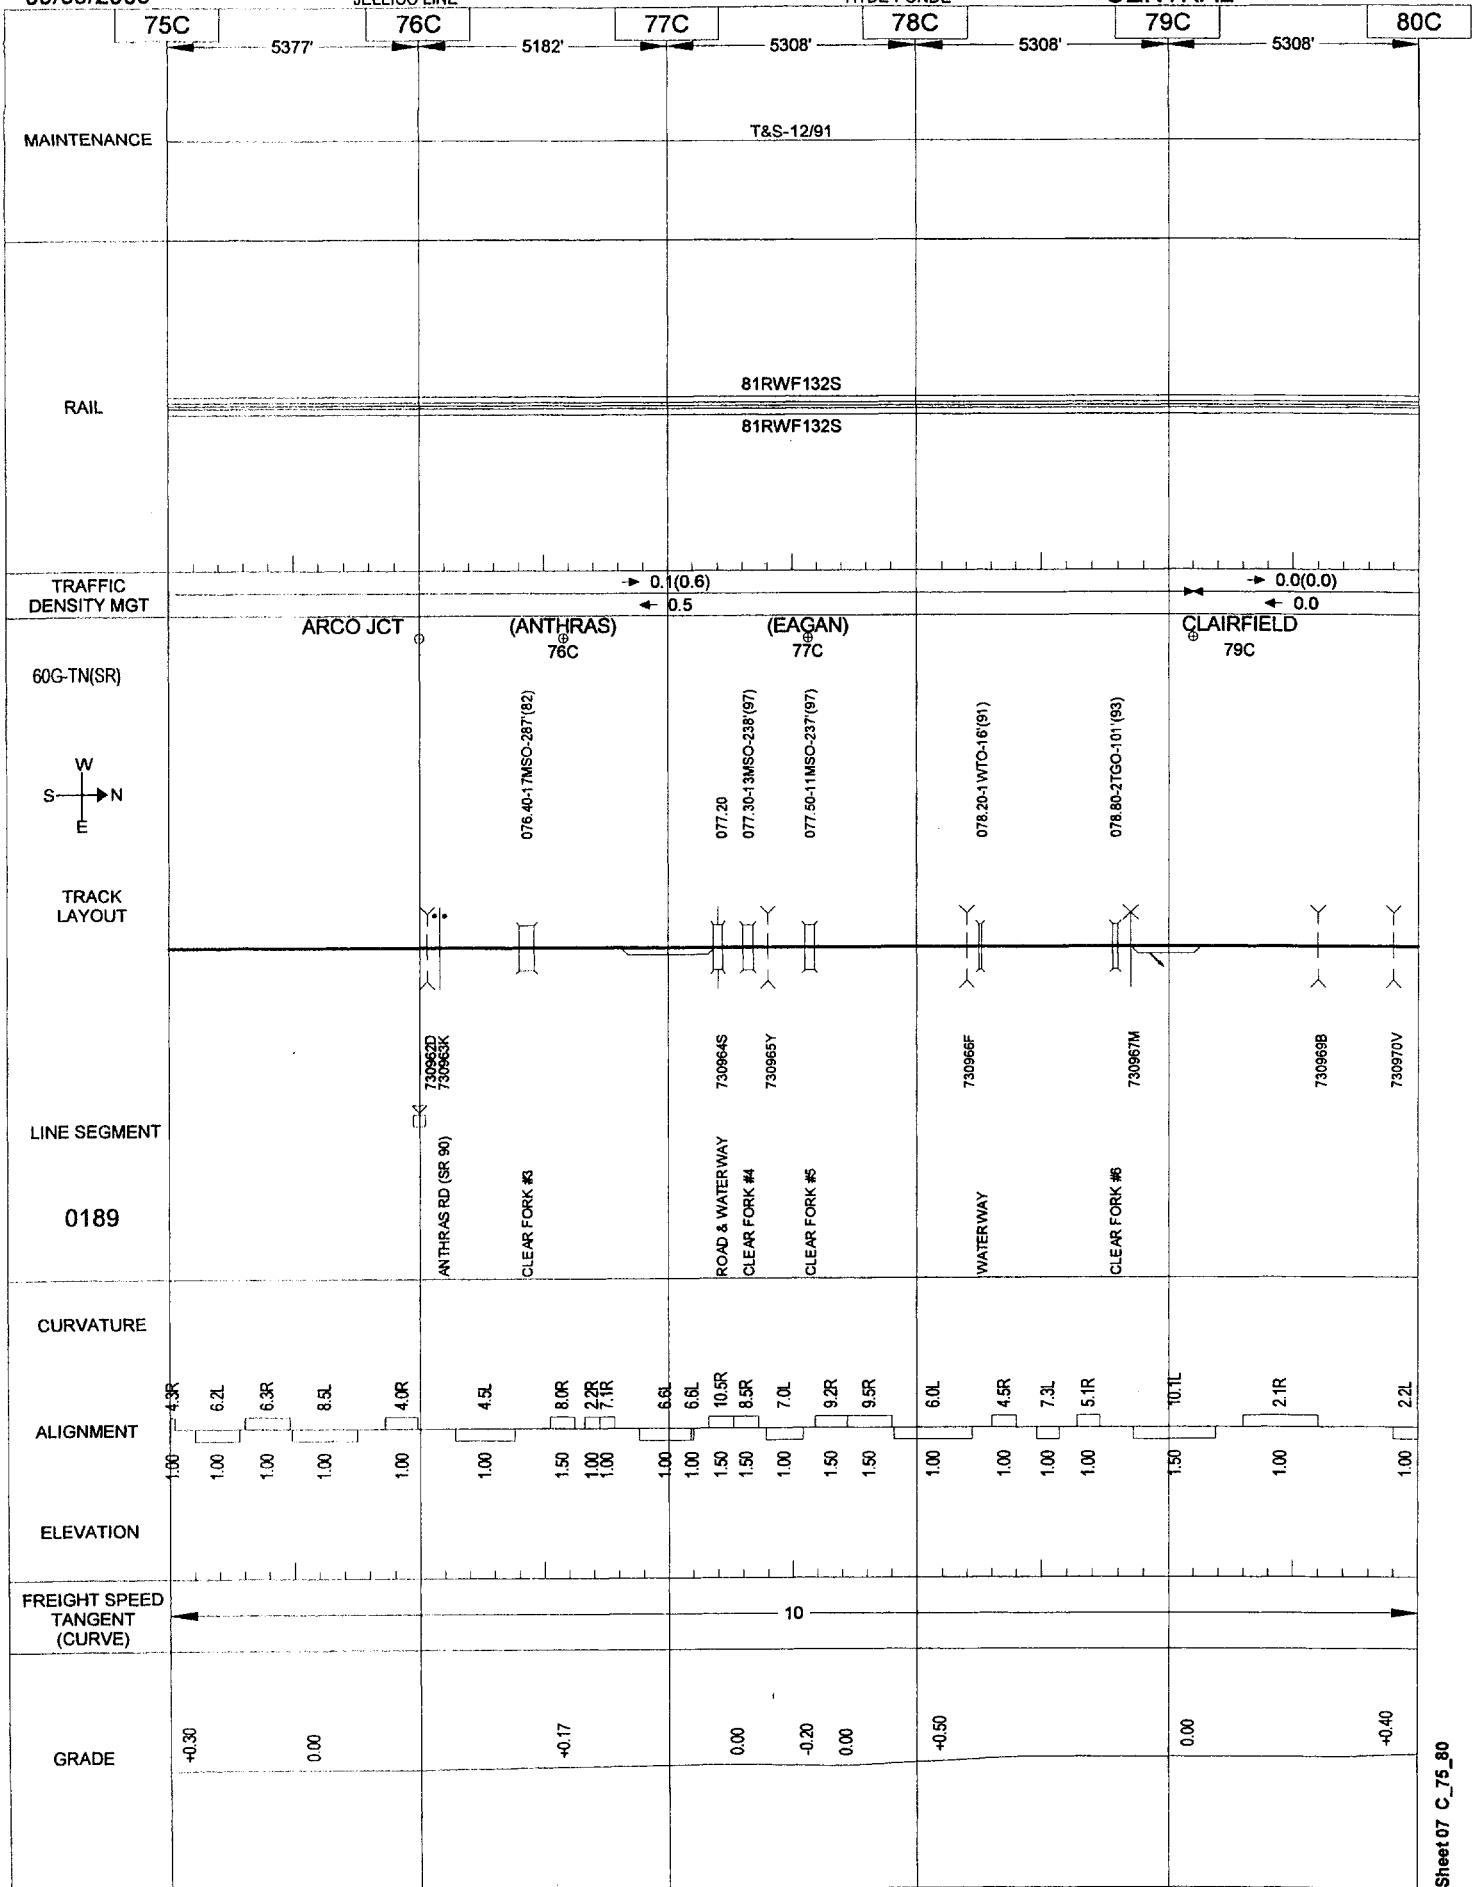 75C 76C 77C 78C 79C 80C
5377' 5182' 5308' 5308' 5308'
MAINTENANCE
T&S-12/91
RAIL
81RWF132S
81RWF132S
TRAFFIC
DENSITY MGT
0.1(0.6) 0.0(0.0)
0.5 0.0
ARCO JCT (ANTHRAS) (EAGAN) CLAIRFIELD
76C 77C 79C
60G-TN(SR)
076.40-17MSO-287'(82)
077.20
077.30-13MSO-238'(97)
077.50-11MSO-237'(97)
078.20-1WTO-16'(91)
078.80-2TGO-101'(93)
W
S N
E
TRACK
LAYOUT
730962D
730963K
730964S
730965Y
730966F
730967M
730969B
730970V
LINE SEGMENT
0189
ANTHRAS RD (SR 90)
CLEAR FORK #3
ROAD & WATERWAY
CLEAR FORK #4
CLEAR FORK #5
WATERWAY
CLEAR FORK #6
CURVATURE
4.3R 6.2L 6.3R 8.5L 4.0R 4.5L 8.0R 2.2R 7.1R 6.6L 6.6L 10.5R 8.5R 7.0L 9.2R 9.5R 6.0L 4.5R 7.3L 5.1R 10.1L 2.1R 2.2L
ALIGNMENT
1.00 1.00 1.00 1.00 1.00 1.00 1.50 1.00 1.00 1.00 1.00 1.50 1.50 1.00 1.50 1.50 1.00 1.00 1.00 1.00 1.50 1.00 1.00
ELEVATION
FREIGHT SPEED
TANGENT
(CURVE)
10
GRADE
+0.30 0.00 +0.17 0.00 -0.20 0.00 +0.50 0.00 +0.40
Sheet 07 C_75_80